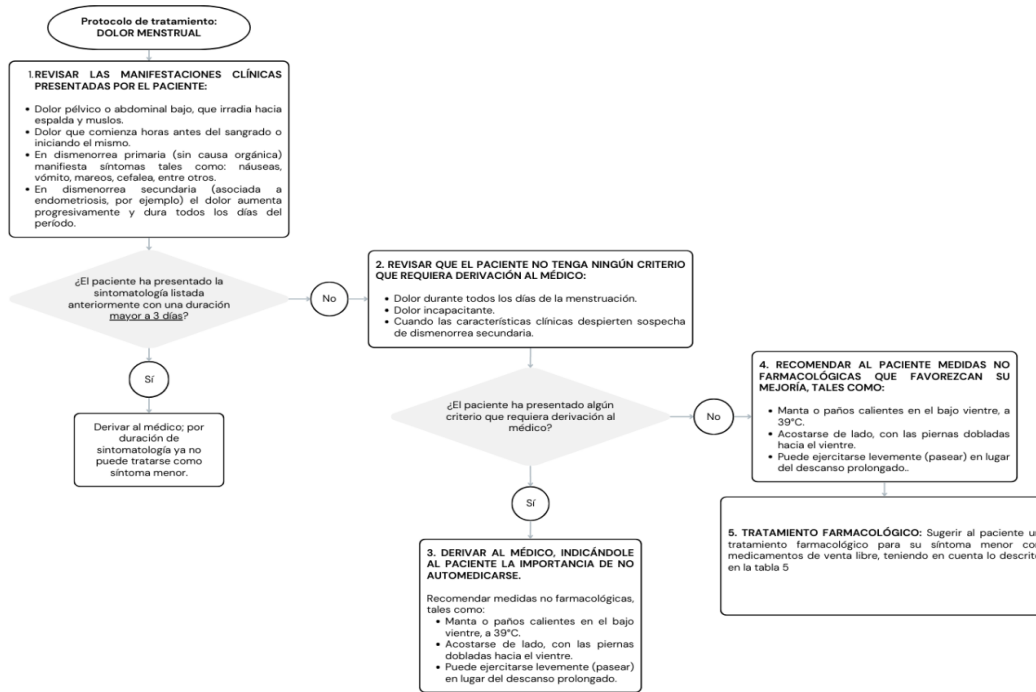 Protocolo de tratamiento:
DOLOR MENSTRUAL
1.REVISAR LAS MANIFESTACIONES CLÍNICAS
PRESENTADAS POR EL PACIENTE:
• Dolor pélvico o abdominal bajo, que irradia hacia
espalda y muslos.
• Dolor que comienza horas antes del sangrado o
iniciando el mismo.
• En dismenorrea primaria (sin causa orgánica)
manifiesta síntomas tales como: náuseas,
vómito, mareos, cefalea, entre otros.
• En dismenorrea secundaria (asociada a
endometriosis, por ejemplo) el dolor aumenta
progresivamente y dura todos los días del
período.
¿El paciente ha presentado la
sintomatología listada
anteriormente con una duración
mayor a 3 días?
No
Sí
Derivar al médico; por
duración de
sintomatología ya no
puede tratarse como
síntoma menor.
2. REVISAR QUE EL PACIENTE NO TENGA NINGÚN CRITERIO
QUE REQUIERA DERIVACIÓN AL MÉDICO:
• Dolor durante todos los días de la menstruación.
• Dolor incapacitante.
• Cuando las características clínicas despierten sospecha
de dismenorrea secundaria.
¿El paciente ha presentado algún
criterio que requiera derivación al
médico?
No
Sí
3. DERIVAR AL MÉDICO, INDICÁNDOLE
AL PACIENTE LA IMPORTANCIA DE NO
AUTOMEDICARSE.
Recomendar medidas no farmacológicas,
tales como:
• Manta o paños calientes en el bajo
vientre, a 39°C.
• Acostarse de lado, con las piernas
dobladas hacia el vientre.
• Puede ejercitarse levemente (pasear)
en lugar del descanso prolongado.
4. RECOMENDAR AL PACIENTE MEDIDAS NO
FARMACOLÓGICAS QUE FAVOREZCAN SU
MEJORÍA, TALES COMO:
• Manta o paños calientes en el bajo vientre, a
39°C.
• Acostarse de lado, con las piernas dobladas
hacia el vientre.
• Puede ejercitarse levemente (pasear) en lugar
del descanso prolongado..
5. TRATAMIENTO FARMACOLÓGICO: Sugerir al paciente
tratamiento farmacológico para su síntoma menor
medicamentos de venta libre, teniendo en cuenta lo
en la tabla 5